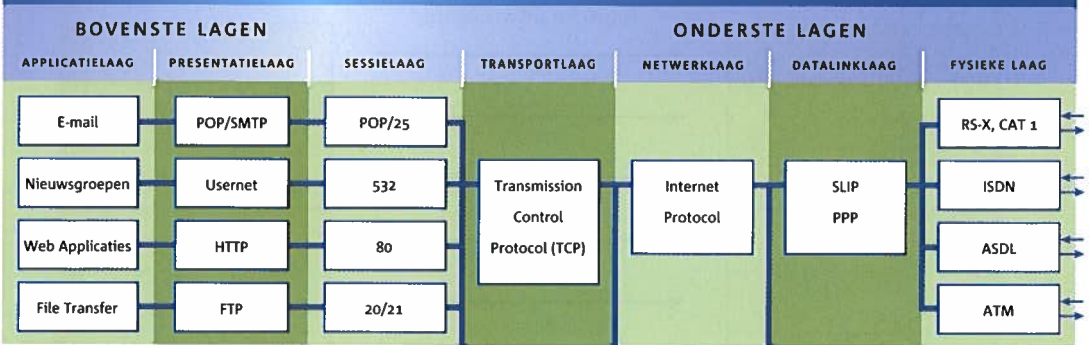 BOVENSTE LAGEN
ONDERSTE LAGEN
APPLICATIELAAG
PRESENTATIELAAG
SESSIELAAG
TRANSPORTLAAG
NETWERKLAAG
DATALINKLAAG
FYSIEKE LAAG
E-mail
POP/SMTP
POP/25
RS-X, CAT 1
Nieuwsgroepen
Usernet
532
Transmission
Control
Protocol (TCP)
Internet
Protocol
SLIP
PPP
ISDN
Web Applicaties
HTTP
80
ASDL
File Transfer
FTP
20/21
ATM